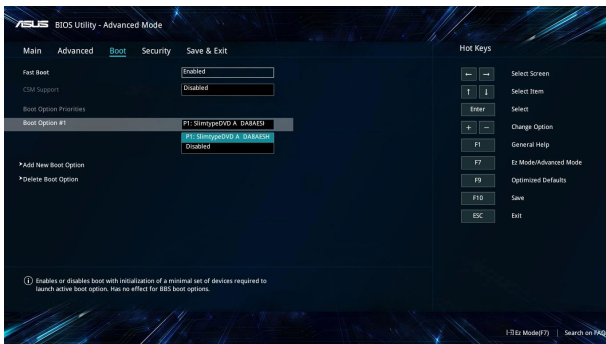 ASUS BIOS Utility - Advanced Mode
Main Advanced Boot Security Save & Exit
Hot Keys
Fast Boot Enabled
CSM Support Disabled
Boot Option Priorities
Boot Option #1 P1: SlimtypeDVD A DA8AESI
P1: SlimtypeDVD A DA8AESH
Disabled
Add New Boot Option
Delete Boot Option
← → Select Screen
↑ ↓ Select Item
Enter Select
+ - Change Option
F1 General Help
F7 Ez Mode/Advanced Mode
F9 Optimized Defaults
F10 Save
ESC Exit
Enables or disables boot with initialization of a minimal set of devices required to
launch active boot option. Has no effect for BBS boot options.
Ez Mode(F7) | Search on FAQ